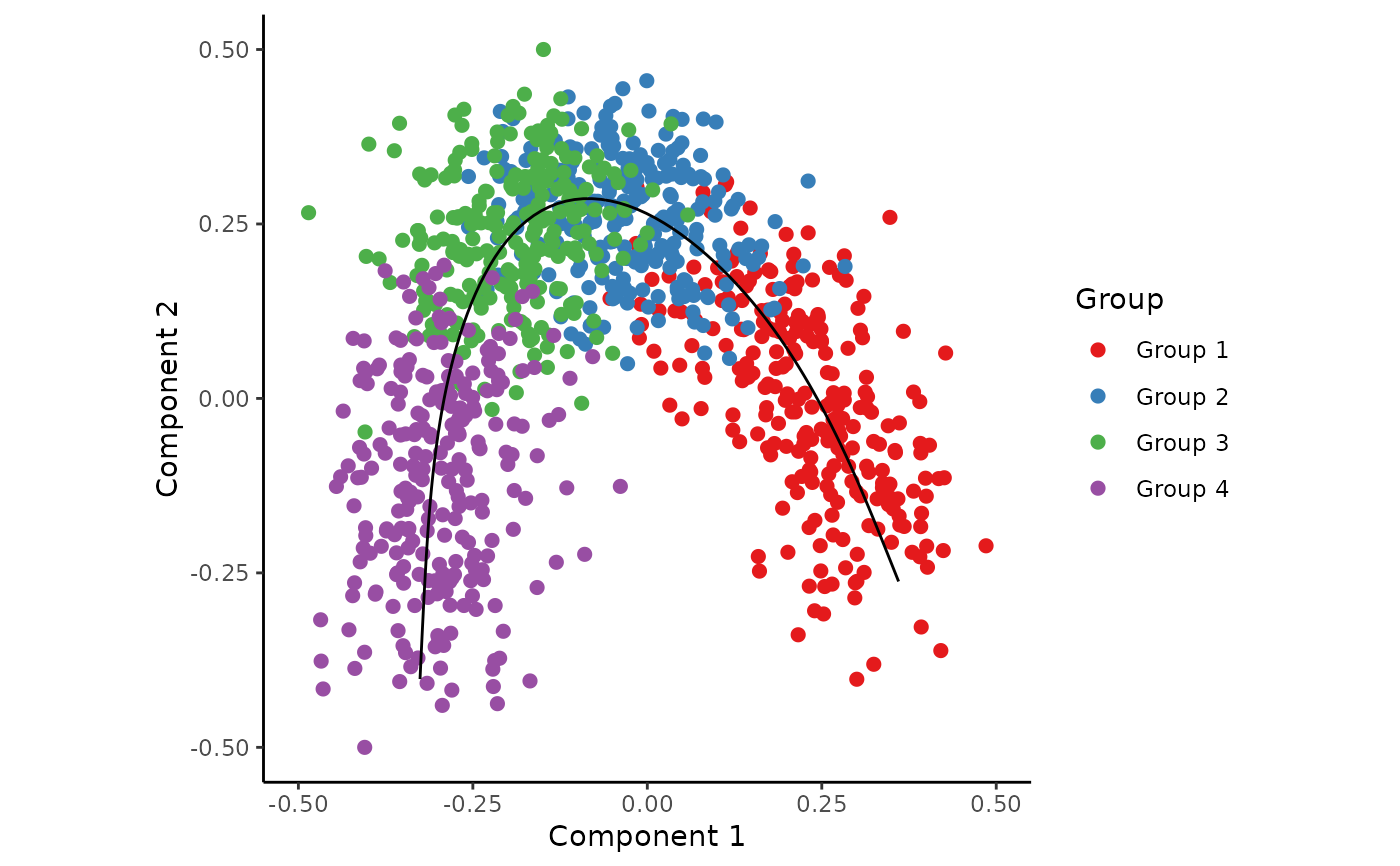 0.50
0.25
0.00
-0.25
-0.50
Component 2
-0.50 -0.25 0.00 0.25 0.50
Component 1
Group
Group 1
Group 2
Group 3
Group 4